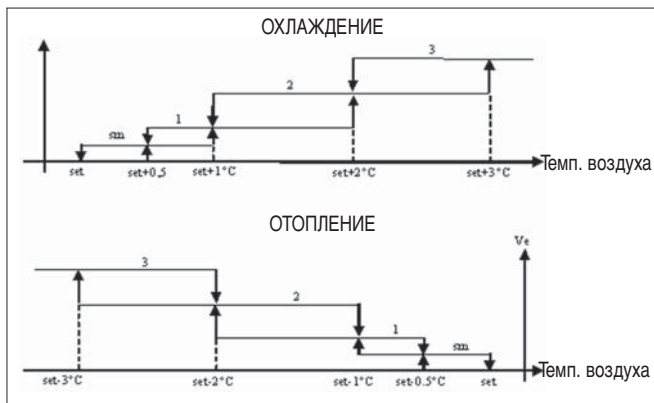 ОХЛАЖДЕНИЕ
3
2
1
sm
set set+0,5 set+1°C set+2°C set+3°C Темп. воздуха
ОТОПЛЕНИЕ
Ve
3
2
1
sm
set-3°C set-2°C set-1°C set-0.5°C set Темп. воздуха